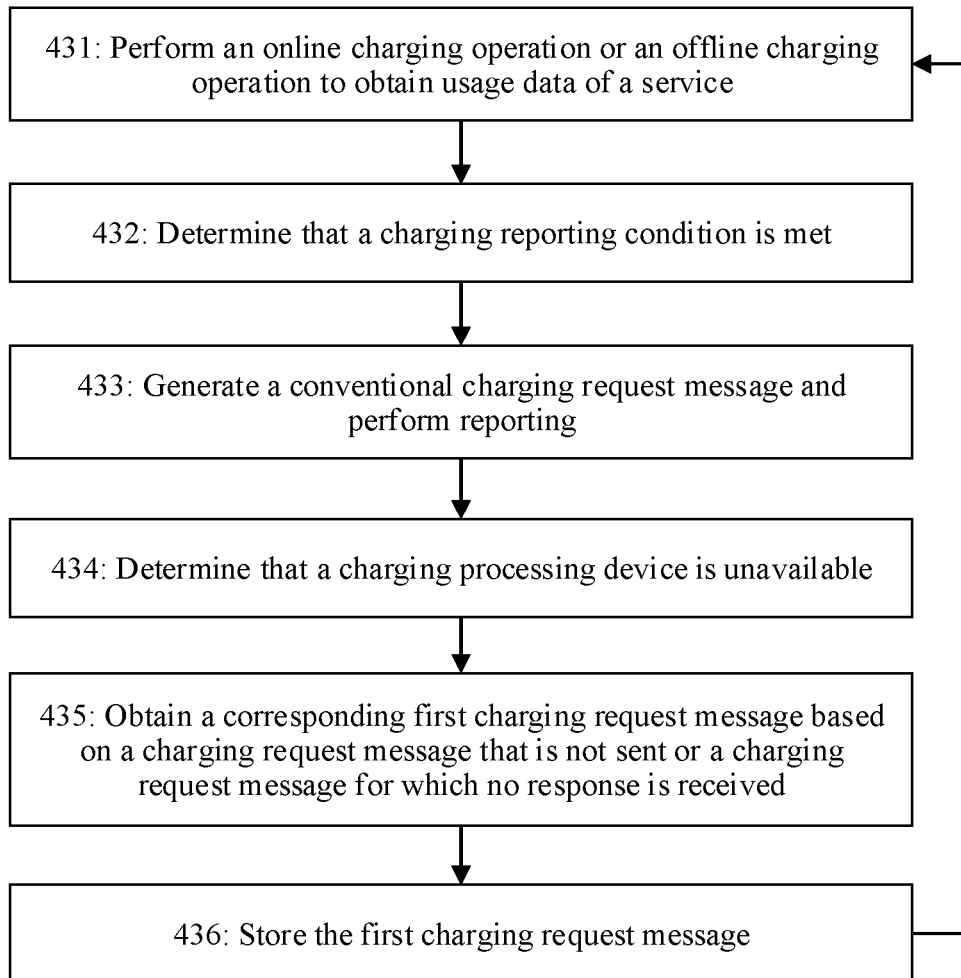 431: Perform an online charging operation or an offline charging
operation to obtain usage data of a service
432: Determine that a charging reporting condition is met
433: Generate a conventional charging request message and
perform reporting
434: Determine that a charging processing device is unavailable
435: Obtain a corresponding first charging request message based
on a charging request message that is not sent or a charging
request message for which no response is received
436: Store the first charging request message